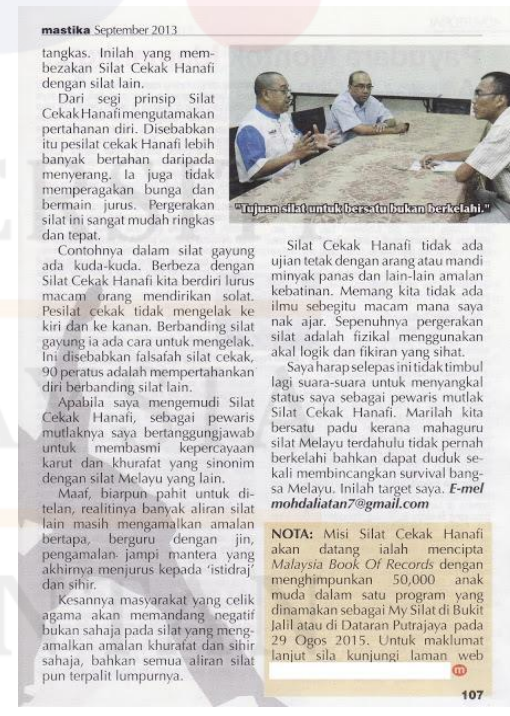 mastika September 2013
tangkas. Inilah yang mem-
bezakan Silat Cekak Hanafi
dengan silat lain.
Dari segi prinsip Silat
Cekak Hanafi mengutamakan
pertahanan diri. Disebabkan
itu pesilat cekak Hanafi lebih
banyak bertahan daripada
menyerang. Ia juga tidak
memperagakan bunga dan
bermain jurus. Pergerakan
silat ini sangat mudah ringkas
dan tepat.
Contohnya dalam silat gayung
ada kuda-kuda. Berbeza dengan
Silat Cekak Hanafi kita berdiri lurus
macam orang mendirikan solat.
Pesilat cekak tidak mengelak ke
kiri dan ke kanan. Berbanding silat
gayung ia ada cara untuk mengelak.
Ini disebabkan falsafah silat cekak,
90 peratus adalah mempertahankan
diri berbanding silat lain.
Apabila saya mengemudi Silat
Cekak Hanafi, sebagai pewaris
mutlaknya saya bertanggungjawab
untuk membasmi kepercayaan
karut dan khurafat yang sinonim
dengan silat Melayu yang lain.
Maaf, biarpun pahit untuk di-
telan, realitinya banyak aliran silat
lain masih mengamalkan amalan
bertapa, berguru dengan jin,
pengamalan jampi mantera yang
akhirnya menjurus kepada 'istidraj'
dan sihir.
Kesannya masyarakat yang celik
agama akan memandang negatif
bukan sahaja pada silat yang meng-
amalkan amalan khurafat dan sihir
sahaja, bahkan semua aliran silat
pun terpalit lumpurnya.
"Tujuan silat untuk bersatu bukan berkelahi."
Silat Cekak Hanafi tidak ada
ujian tetak dengan arang atau mandi
minyak panas dan lain-lain amalan
kebatinan. Memang kita tidak ada
ilmu sebegitu macam mana saya
nak ajar. Sepenuhnya pergerakan
silat adalah fizikal menggunakan
akal logik dan fikiran yang sihat.
Saya harap selepas ini tidak timbul
lagi suara-suara untuk menyangkal
status saya sebagai pewaris mutlak
Silat Cekak Hanafi. Marilah kita
bersatu padu kerana mahaguru
silat Melayu terdahulu tidak pernah
berkelahi bahkan dapat duduk se-
kali membincangkan survival bang-
sa Melayu. Inilah target saya. E-mel
mohdaliatan7@gmail.com
NOTA: Misi Silat Cekak Hanafi
akan datang ialah mencipta
Malaysia Book Of Records dengan
menghimpunkan 50,000 anak
muda dalam satu program yang
dinamakan sebagai My Silat di Bukit
Jalil atau di Dataran Putrajaya pada
29 Ogos 2015. Untuk maklumat
lanjut sila kunjungi laman web
m
107